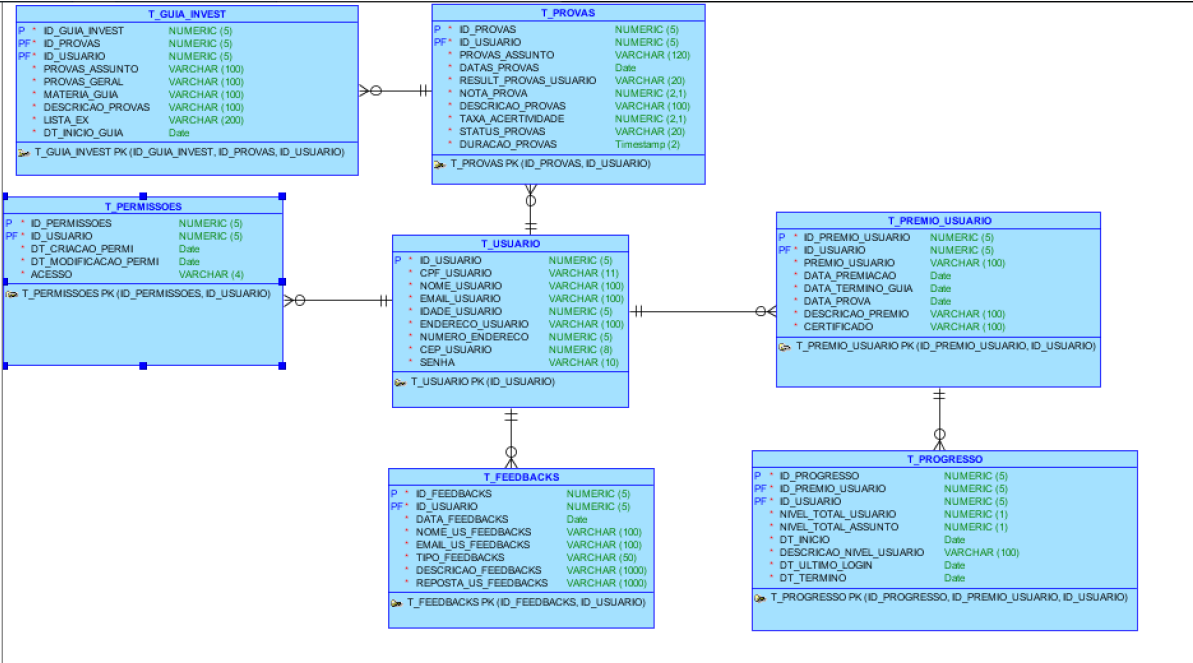 T_GUIA_INVEST
P * ID_GUIA_INVEST NUMERIC (5)
PF* ID_PROVAS NUMERIC (5)
PF* ID_USUARIO NUMERIC (5)
* PROVAS_ASSUNTO VARCHAR (100)
* PROVAS_GERAL VARCHAR (100)
* MATERIA_GUIA VARCHAR (100)
* DESCRICAO_PROVAS VARCHAR (100)
* LISTA_EX VARCHAR (200)
* DT_INICIO_GUIA Date
T_GUIA_INVEST PK (ID_GUIA_INVEST, ID_PROVAS, ID_USUARIO)
T_PROVAS
P * ID_PROVAS NUMERIC (5)
PF* ID_USUARIO NUMERIC (5)
* PROVAS_ASSUNTO VARCHAR (120)
* DATAS_PROVAS Date
* RESULT_PROVAS_USUARIO VARCHAR (20)
* NOTA_PROVA NUMERIC (2,1)
* DESCRICAO_PROVAS VARCHAR (100)
* TAXA_ACERTIVIDADE NUMERIC (2,1)
* STATUS_PROVAS VARCHAR (20)
* DURACAO_PROVAS Timestamp (2)
T_PROVAS PK (ID_PROVAS, ID_USUARIO)
T_PERMISSOES
P * ID_PERMISSOES NUMERIC (5)
PF* ID_USUARIO NUMERIC (5)
* DT_CRIACAO_PERMI Date
* DT_MODIFICACAO_PERMI Date
* ACESSO VARCHAR (4)
T_PERMISSOES PK (ID_PERMISSOES, ID_USUARIO)
T_USUARIO
P * ID_USUARIO NUMERIC (5)
* CPF_USUARIO VARCHAR (11)
* NOME_USUARIO VARCHAR (100)
* EMAIL_USUARIO VARCHAR (100)
* IDADE_USUARIO NUMERIC (5)
* ENDERECO_USUARIO VARCHAR (100)
* NUMERO_ENDERECO NUMERIC (5)
* CEP_USUARIO NUMERIC (8)
* SENHA VARCHAR (10)
T_USUARIO PK (ID_USUARIO)
T_PREMIO_USUARIO
P * ID_PREMIO_USUARIO NUMERIC (5)
PF* ID_USUARIO NUMERIC (5)
* PREMIO_USUARIO VARCHAR (100)
* DATA_PREMIACAO Date
* DATA_TERMINO_GUIA Date
* DATA_PROVA Date
* DESCRICAO_PREMIO VARCHAR (100)
* CERTIFICADO VARCHAR (100)
T_PREMIO_USUARIO PK (ID_PREMIO_USUARIO, ID_USUARIO)
T_FEEDBACKS
P * ID_FEEDBACKS NUMERIC (5)
PF* ID_USUARIO NUMERIC (5)
* DATA_FEEDBACKS Date
* NOME_US_FEEDBACKS VARCHAR (100)
* EMAIL_US_FEEDBACKS VARCHAR (100)
* TIPO_FEEDBACKS VARCHAR (50)
* DESCRICAO_FEEDBACKS VARCHAR (1000)
* REPOSTA_US_FEEDBACKS VARCHAR (1000)
T_FEEDBACKS PK (ID_FEEDBACKS, ID_USUARIO)
T_PROGRESSO
P * ID_PROGRESSO NUMERIC (5)
PF* ID_PREMIO_USUARIO NUMERIC (5)
PF* ID_USUARIO NUMERIC (5)
* NIVEL_TOTAL_USUARIO NUMERIC (1)
* NIVEL_TOTAL_ASSUNTO NUMERIC (1)
* DT_INICIO Date
* DESCRICAO_NIVEL_USUARIO VARCHAR (100)
* DT_ULTIMO_LOGIN Date
* DT_TERMINO Date
T_PROGRESSO PK (ID_PROGRESSO, ID_PREMIO_USUARIO, ID_USUARIO)